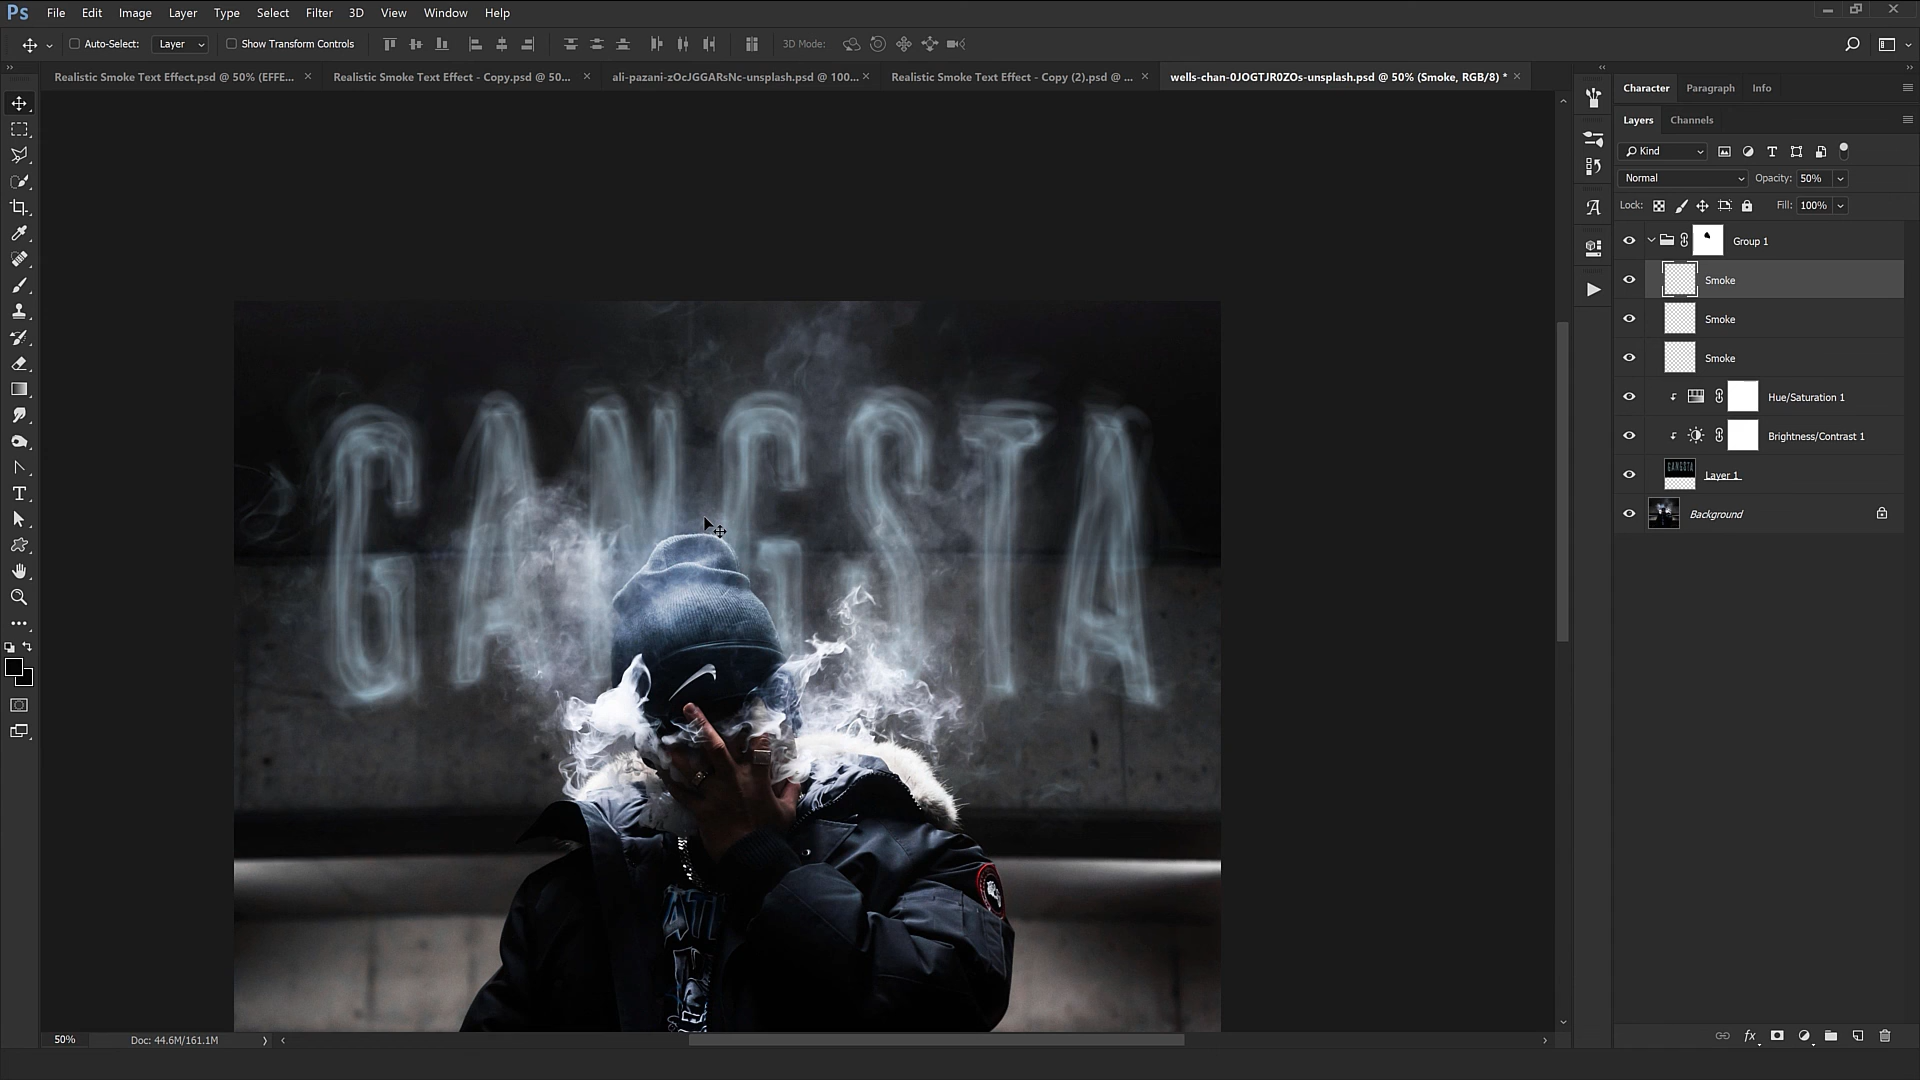 Ps File Edit Image Layer Type Select Filter 3D View Window Help
Auto-Select: Layer Show Transform Controls 3D Mode:
Realistic Smoke Text Effect.psd @ 50% (EFFE... × Realistic Smoke Text Effect - Copy.psd @ 50... × ali-pazani-zOcJGGARsNc-unsplash.psd @ 100... × Realistic Smoke Text Effect - Copy (2).psd @ ... × wells-chan-0JOGTJR0ZOs-unsplash.psd @ 50% (Smoke, RGB/8) * ×
Character Paragraph Info
Layers Channels
Kind
Normal Opacity: 50%
Lock: Fill: 100%
Group 1
Smoke
Smoke
Smoke
Hue/Saturation 1
Brightness/Contrast 1
GANGSTA
Layer 1
Background
GANGSTA
50% Doc: 44.6M/161.1M
fx